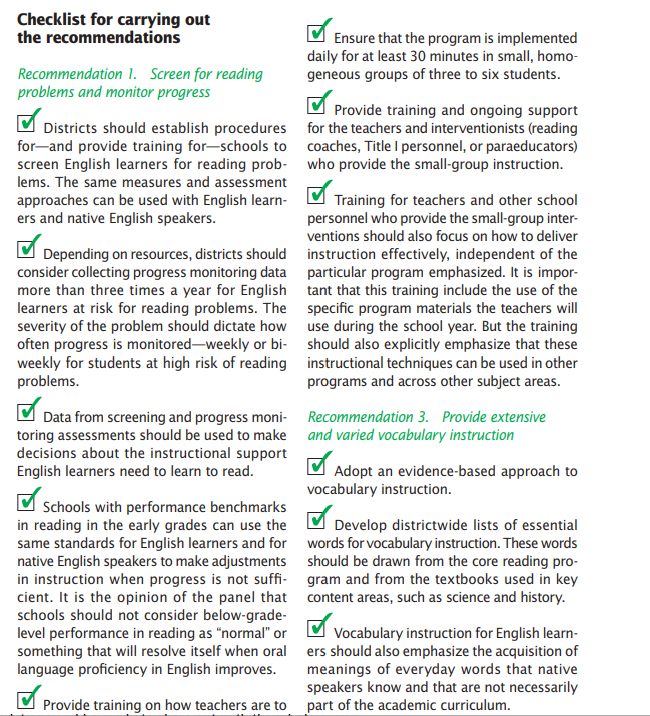 Checklist for carrying out
the recommendations
Recommendation 1. Screen for reading
problems and monitor progress
Districts should establish procedures
for—and provide training for—schools to
screen English learners for reading prob-
lems. The same measures and assessment
approaches can be used with English learn-
ers and native English speakers.
Depending on resources, districts should
consider collecting progress monitoring data
more than three times a year for English
learners at risk for reading problems. The
severity of the problem should dictate how
often progress is monitored—weekly or bi-
weekly for students at high risk of reading
problems.
Data from screening and progress moni-
toring assessments should be used to make
decisions about the instructional support
English learners need to learn to read.
Schools with performance benchmarks
in reading in the early grades can use the
same standards for English learners and for
native English speakers to make adjustments
in instruction when progress is not suffi-
cient. It is the opinion of the panel that
schools should not consider below-grade-
level performance in reading as “normal” or
something that will resolve itself when oral
language proficiency in English improves.
Provide training on how teachers are to
Ensure that the program is implemented
daily for at least 30 minutes in small, homo-
geneous groups of three to six students.
Provide training and ongoing support
for the teachers and interventionists (reading
coaches, Title I personnel, or paraeducators)
who provide the small-group instruction.
Training for teachers and other school
personnel who provide the small-group inter-
ventions should also focus on how to deliver
instruction effectively, independent of the
particular program emphasized. It is impor-
tant that this training include the use of the
specific program materials the teachers will
use during the school year. But the training
should also explicitly emphasize that these
instructional techniques can be used in other
programs and across other subject areas.
Recommendation 3. Provide extensive
and varied vocabulary instruction
Adopt an evidence-based approach to
vocabulary instruction.
Develop districtwide lists of essential
words for vocabulary instruction. These words
should be drawn from the core reading pro-
gram and from the textbooks used in key
content areas, such as science and history.
Vocabulary instruction for English learn-
ers should also emphasize the acquisition of
meanings of everyday words that native
speakers know and that are not necessarily
part of the academic curriculum.